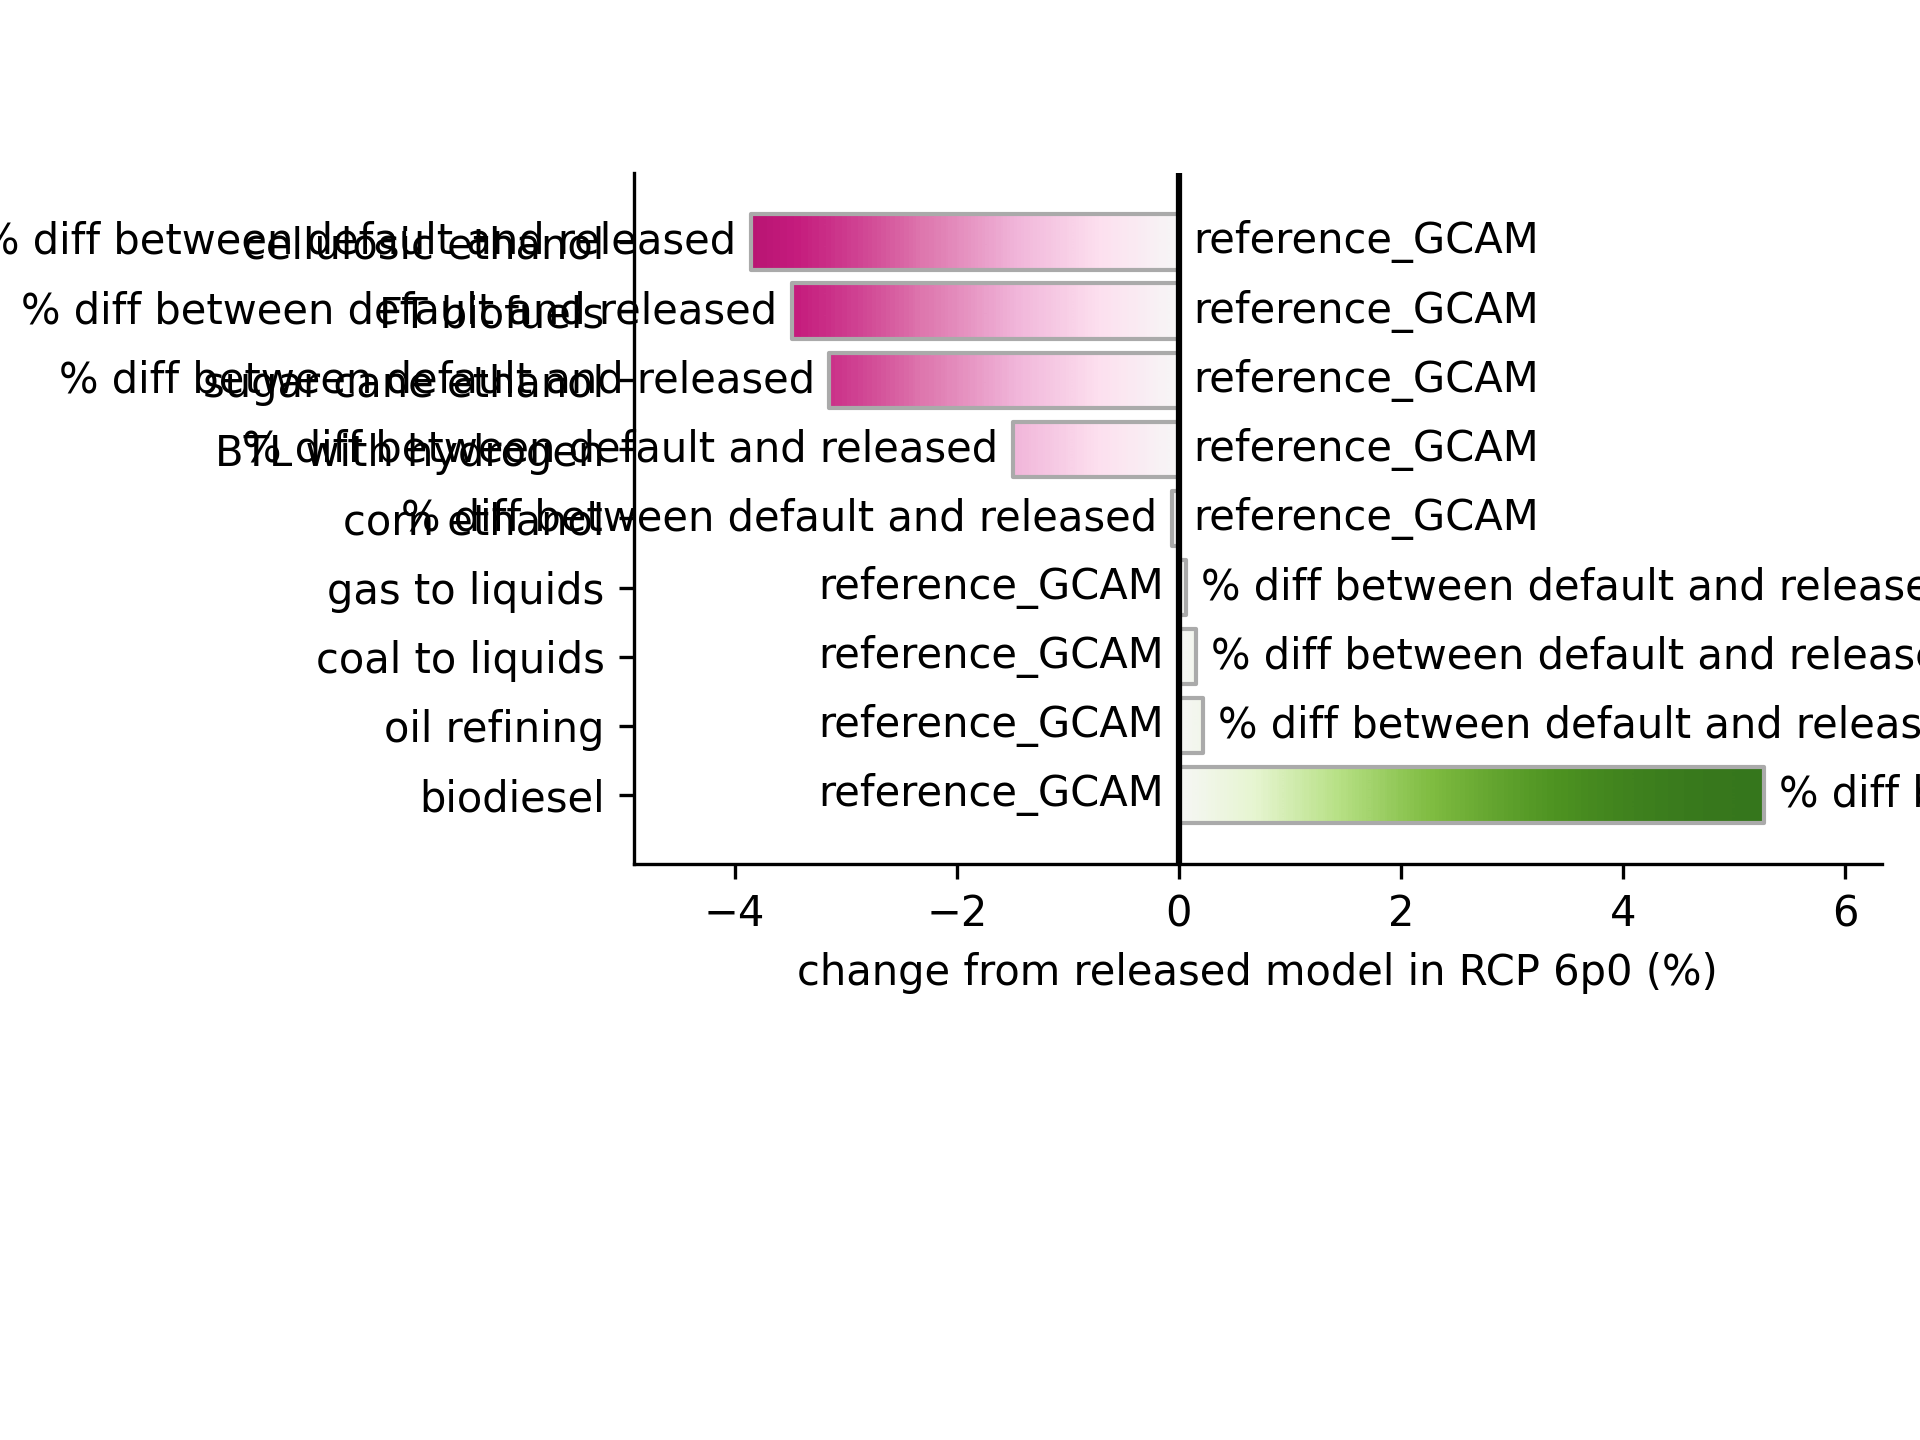 % diff between default and released cellulosic ethanol reference_GCAM
% diff between default and released FT biofuels reference_GCAM
% diff between default and released sugar cane ethanol reference_GCAM
BTL with hydrogen % diff between default and released reference_GCAM
corn ethanol % diff between default and released reference_GCAM
gas to liquids reference_GCAM % diff between default and release
coal to liquids reference_GCAM % diff between default and releas
oil refining reference_GCAM % diff between default and releas
biodiesel reference_GCAM % diff
−4 −2 0 2 4 6
change from released model in RCP 6p0 (%)